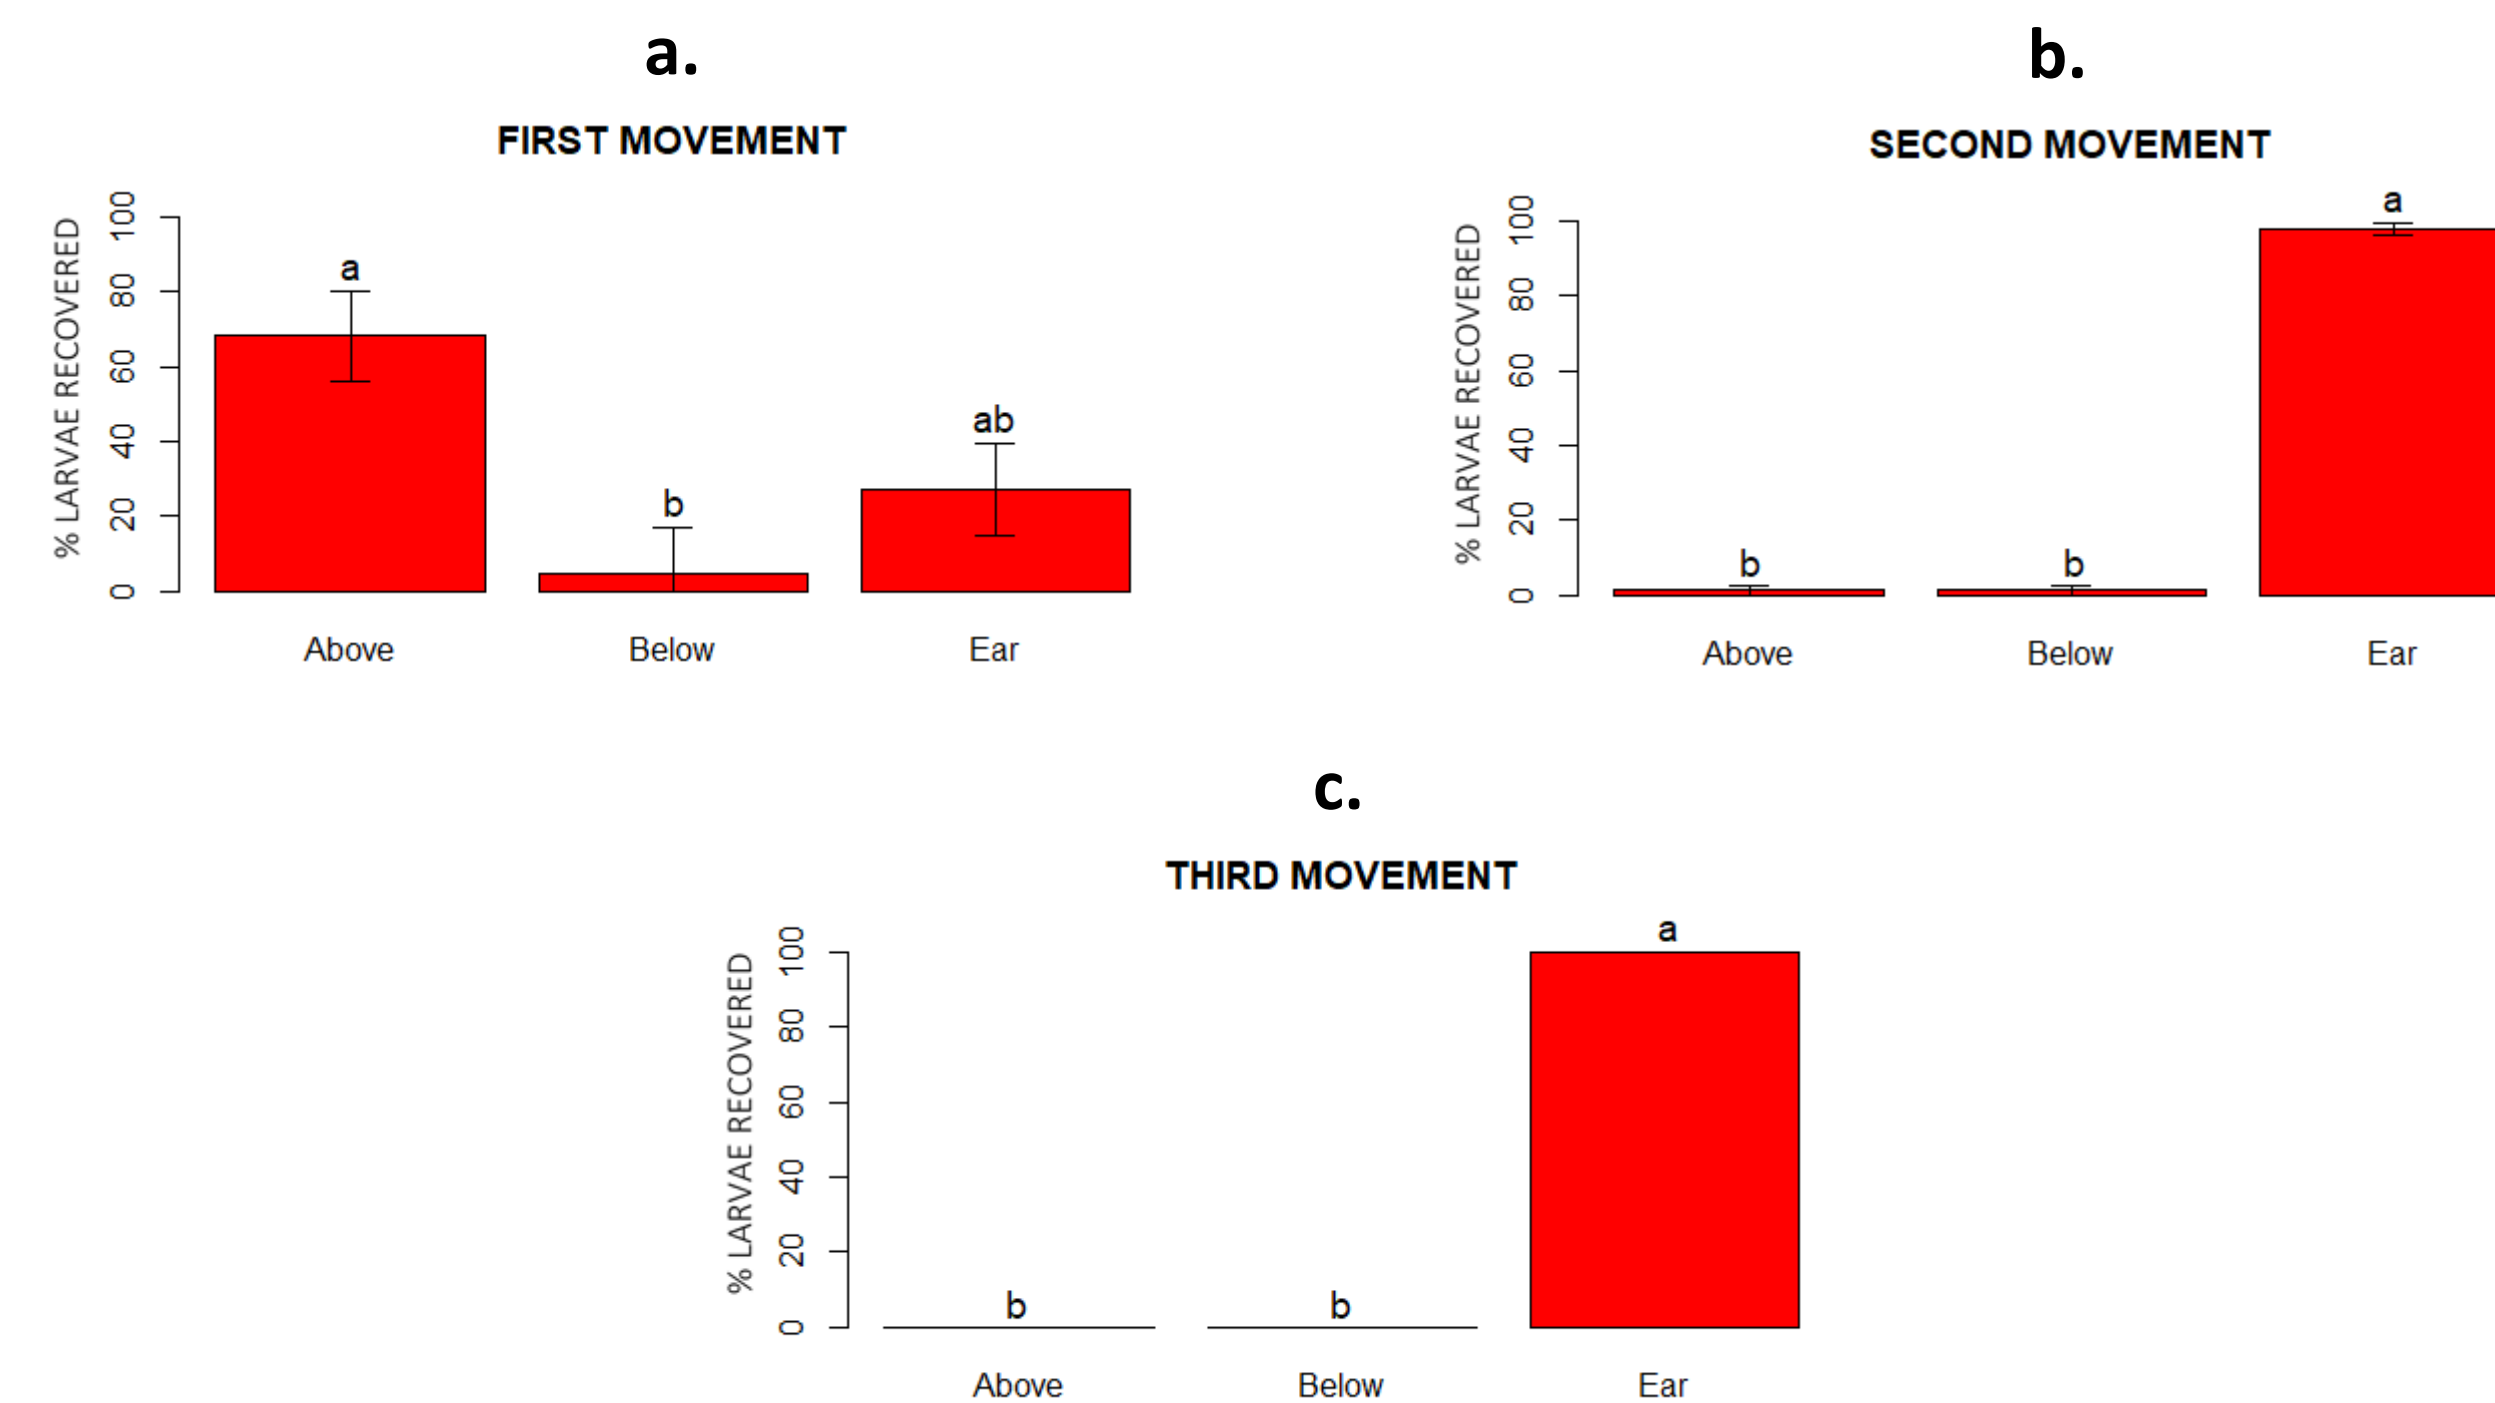 a.
FIRST MOVEMENT
% LARVAE RECOVERED
100
80
60
40
20
0
a
b
ab
Above Below Ear
b.
SECOND MOVEMENT
% LARVAE RECOVERED
100
80
60
40
20
0
b
b
a
Above Below Ear
c.
THIRD MOVEMENT
% LARVAE RECOVERED
100
80
60
40
20
0
b
b
a
Above Below Ear